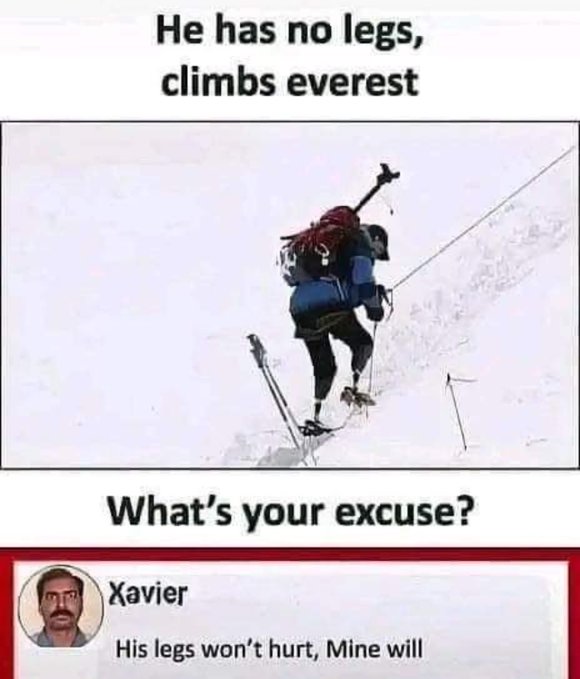 He has no legs,
climbs everest
What's your excuse?
Xavier
His legs won't hurt, Mine will